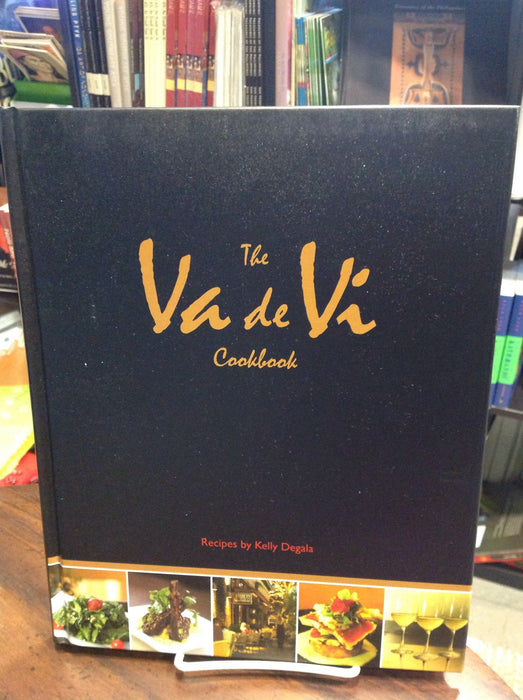 The
Va de Vi
Cookbook
Recipes by Kelly Degala